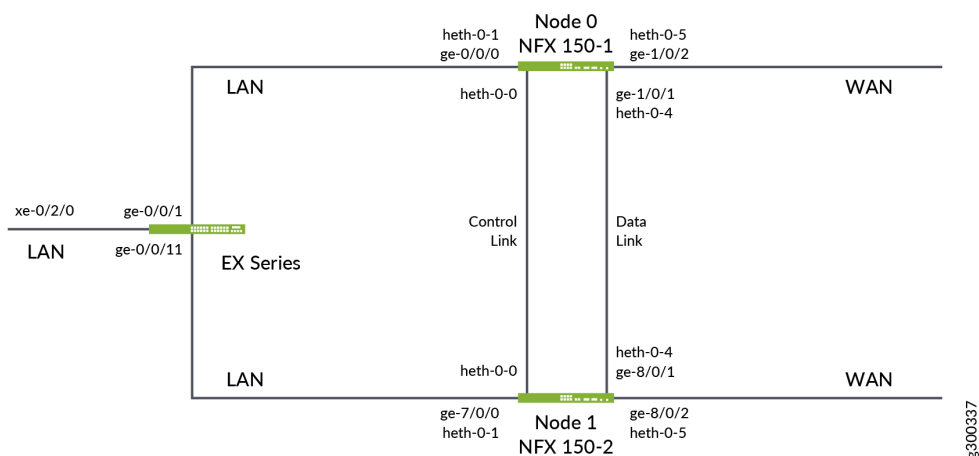 Node 0
NFX 150-1
heth-0-1
ge-0/0/0
heth-0-5
ge-1/0/2
LAN
WAN
heth-0-0
ge-1/0/1
heth-0-4
xe-0/2/0
ge-0/0/1
LAN
ge-0/0/11
EX Series
Control
Link
Data
Link
heth-0-0
heth-0-4
ge-8/0/1
LAN
WAN
ge-7/0/0
heth-0-1
Node 1
NFX 150-2
ge-8/0/2
heth-0-5
g300337